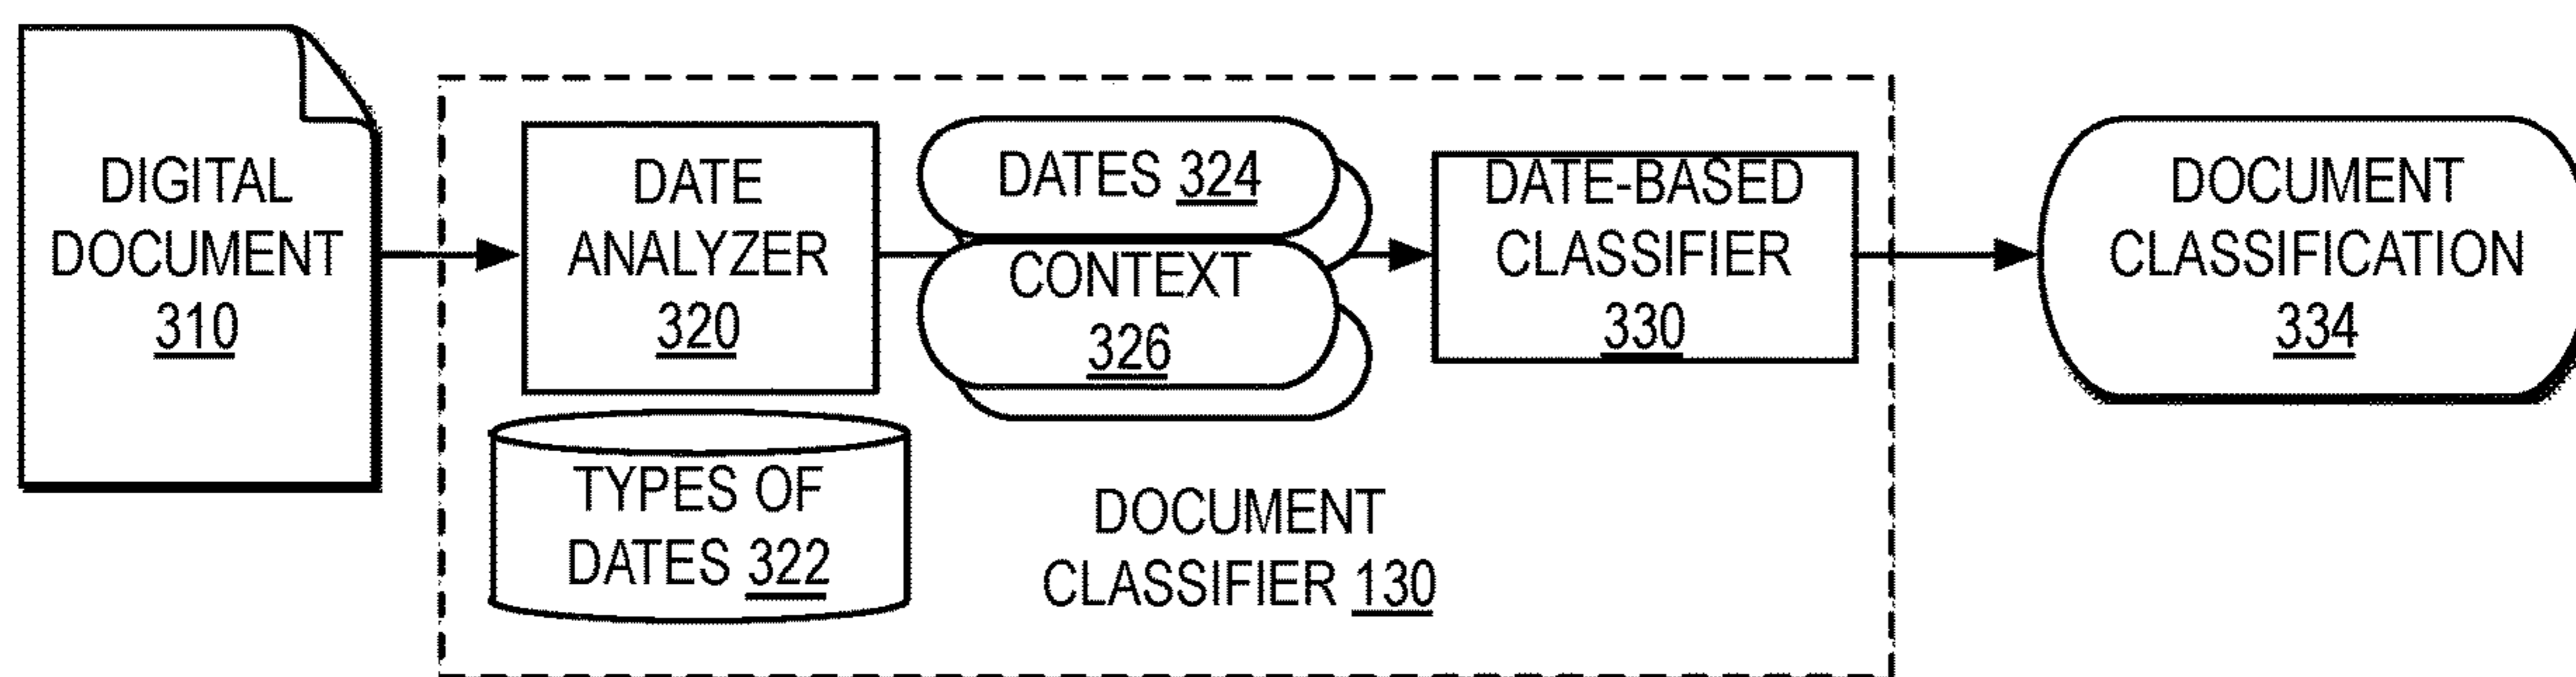 DIGITAL
DOCUMENT
310
DATE
ANALYZER
320
TYPES OF
DATES 322
DATES 324
CONTEXT
326
DOCUMENT
CLASSIFIER 130
DATE-BASED
CLASSIFIER
330
DOCUMENT
CLASSIFICATION
334